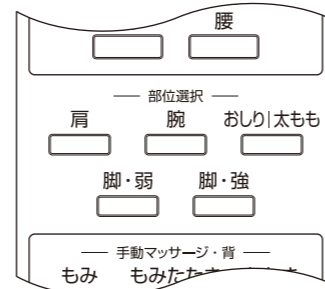 腰
部位選択
肩 腕 おしり|太もも
脚・弱 脚・強
手動マッサージ・背
もみ